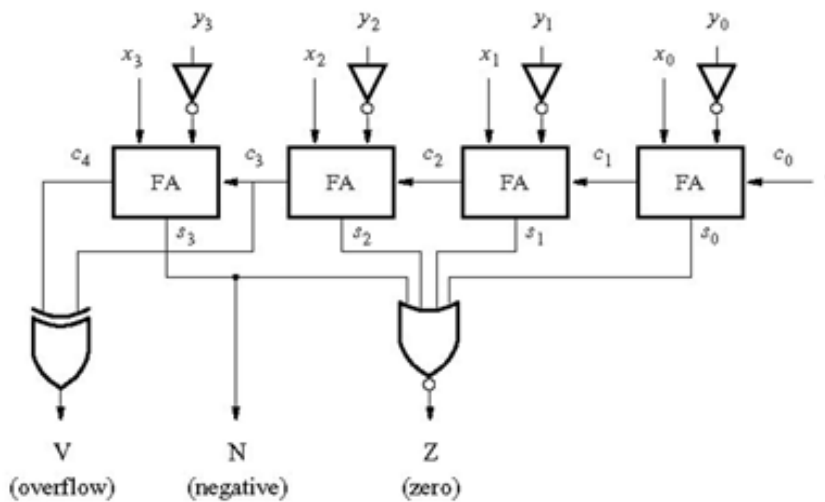 y3 y2 y1 y0
x3 x2 x1 x0
c4 c3 c2 c1 c0
FA FA FA FA
s3 s2 s1 s0
V N Z
(overflow) (negative) (zero)